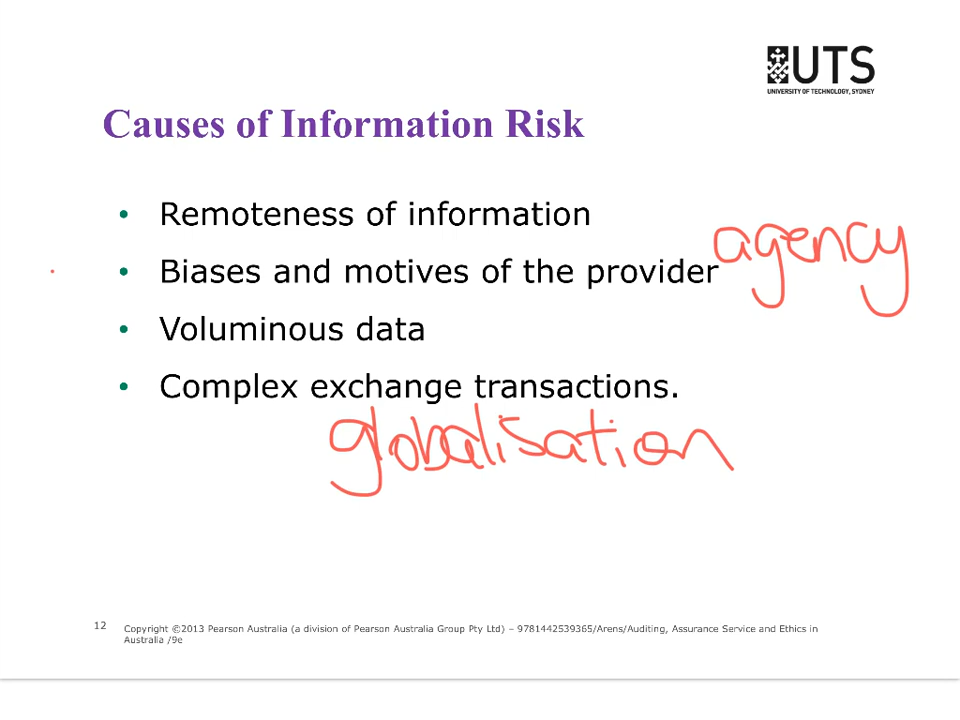 UTS
UNIVERSITY OF TECHNOLOGY, SYDNEY
Causes of Information Risk
• Remoteness of information
agency
• Biases and motives of the provider
• Voluminous data
• Complex exchange transactions.
globalisation
12
Copyright ©2013 Pearson Australia (a division of Pearson Australia Group Pty Ltd) – 9781442539365/Arens/Auditing, Assurance Service and Ethics in
Australia /9e